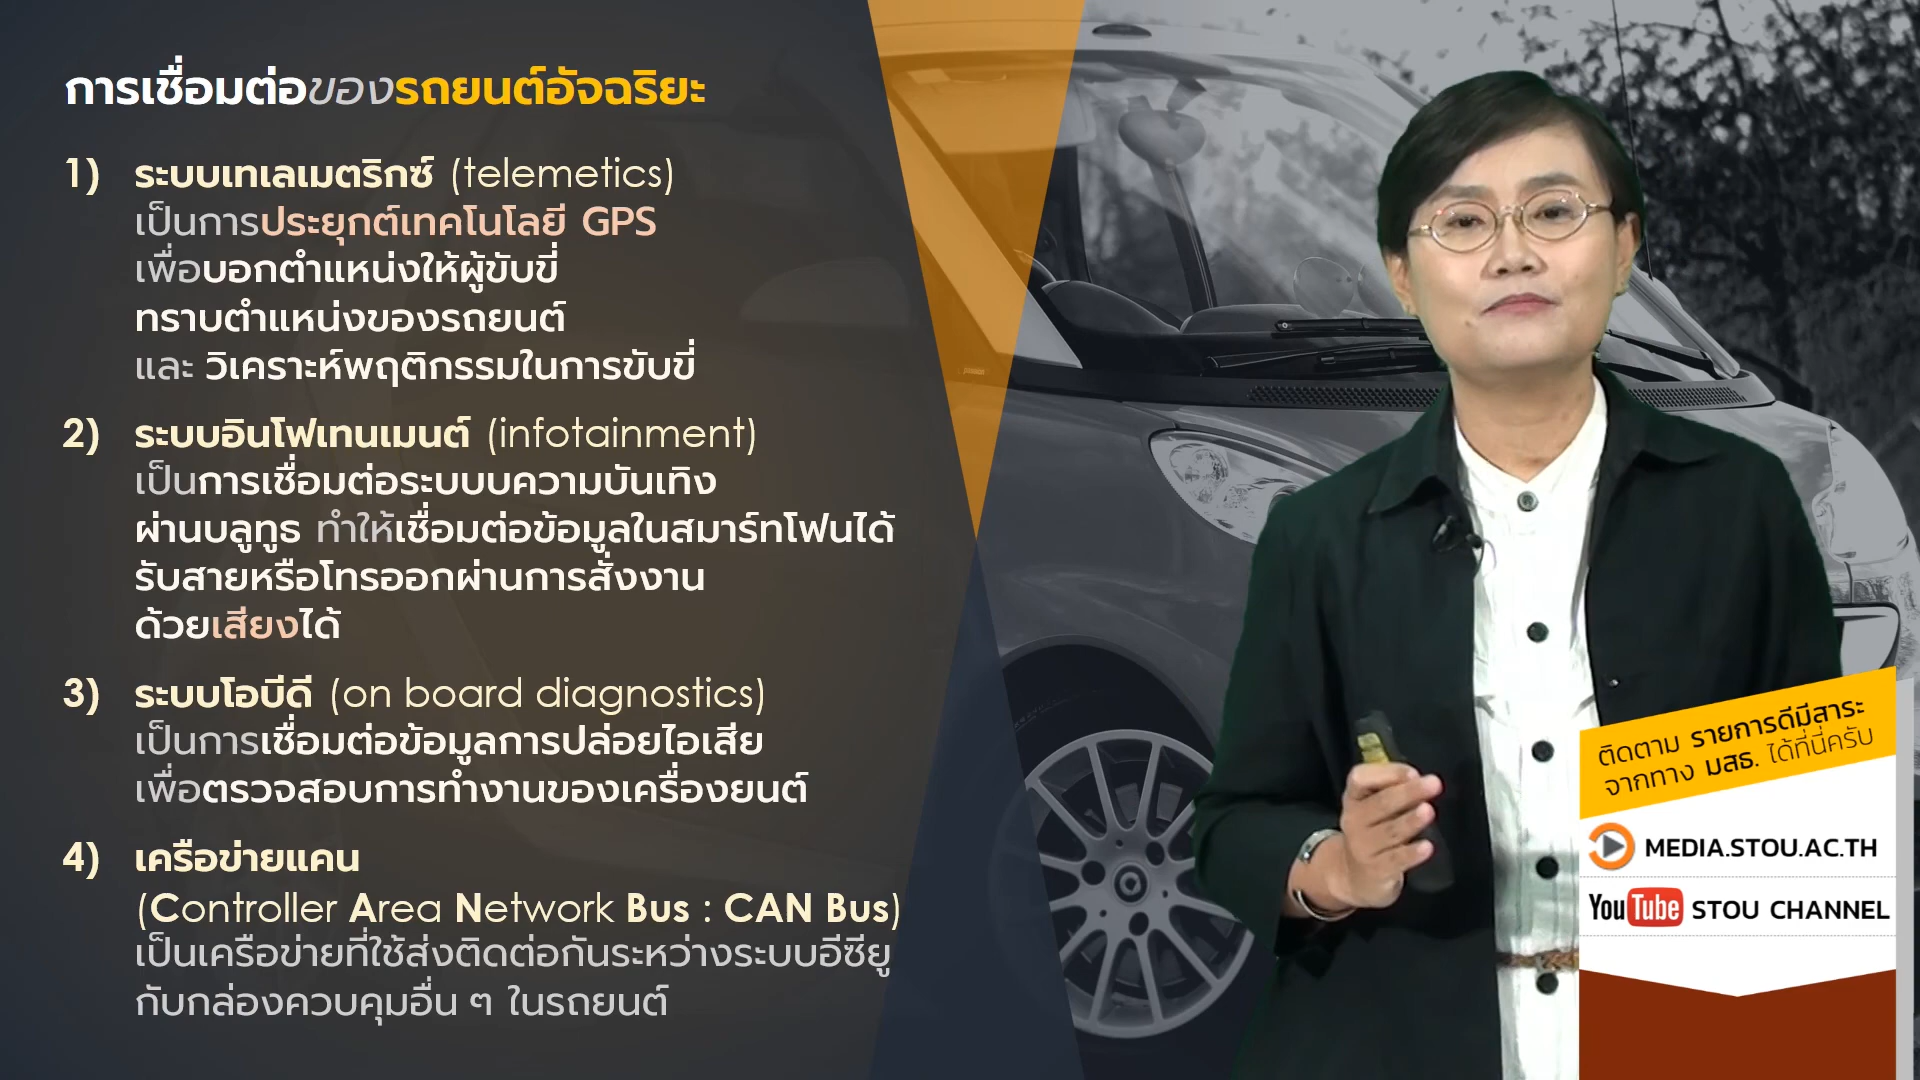 การเชื่อมต่อของรถยนต์อัจฉริยะ
1) ระบบเทเลเมตริกซ์ (telemetics)
เป็นการประยุกต์เทคโนโลยี GPS
เพื่อบอกตำแหน่งให้ผู้ขับขี่
ทราบตำแหน่งของรถยนต์
และ วิเคราะห์พฤติกรรมในการขับขี่
2) ระบบอินโฟเทนเมนต์ (infotainment)
เป็นการเชื่อมต่อระบบบความบันเทิง
ผ่านบลูทูธ ทำให้เชื่อมต่อข้อมูลในสมาร์ทโฟนได้
รับสายหรือโทรออกผ่านการสั่งงาน
ด้วยเสียงได้
3) ระบบโอบีดี (on board diagnostics)
เป็นการเชื่อมต่อข้อมูลการปล่อยไอเสีย
เพื่อตรวจสอบการทำงานของเครื่องยนต์
4) เครือข่ายแคน
(Controller Area Network Bus : CAN Bus)
เป็นเครือข่ายที่ใช้ส่งติดต่อกันระหว่างระบบอีซียู
กับกล่องควบคุมอื่น ๆ ในรถยนต์
ติดตาม รายการดีมีสาระ
จากทาง มสธ. ได้ที่นี่ครับ
MEDIA.STOU.AC.TH
YouTube STOU CHANNEL